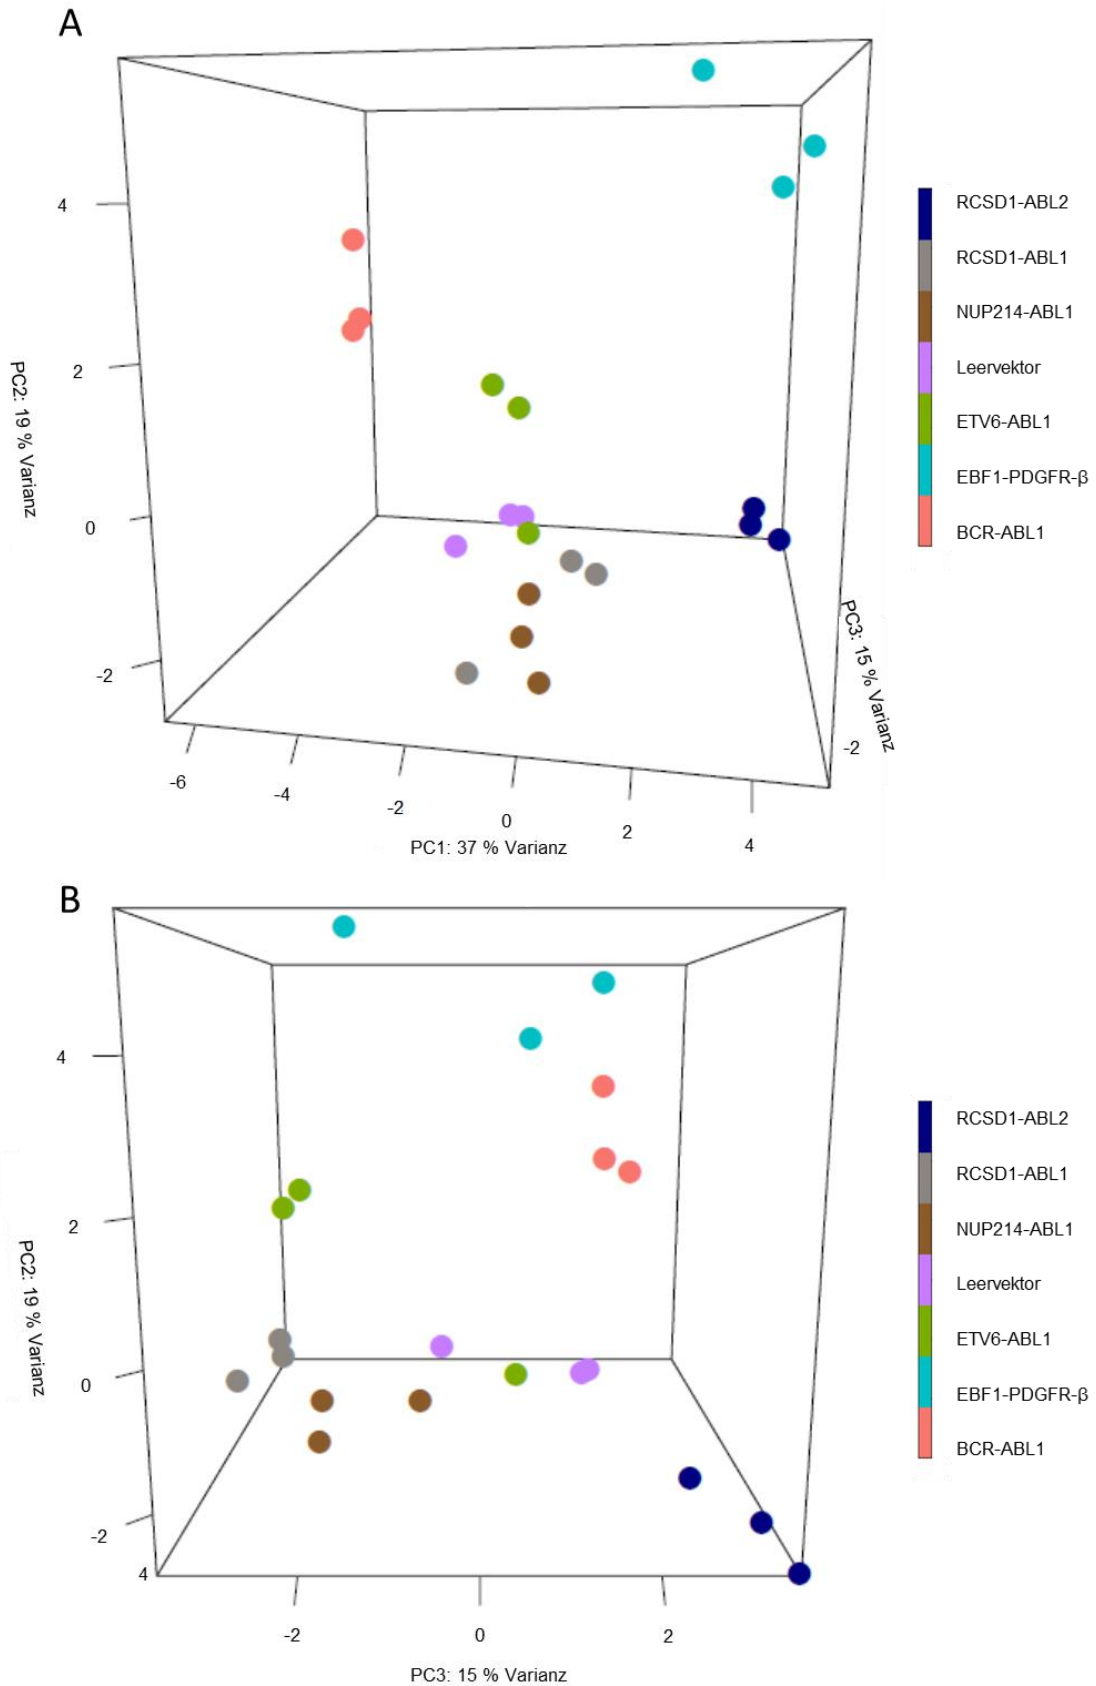 A
4
2
0
-2
PC2: 19 % Varianz
-6
-4
-2
0
2
4
PC1: 37 % Varianz
-2
PC3: 15 % Varianz
RCSD1-ABL2
RCSD1-ABL1
NUP214-ABL1
Leervektor
ETV6-ABL1
EBF1-PDGFR-β
BCR-ABL1
B
4
2
0
-2
4
PC2: 19 % Varianz
-2
0
2
PC3: 15 % Varianz
RCSD1-ABL2
RCSD1-ABL1
NUP214-ABL1
Leervektor
ETV6-ABL1
EBF1-PDGFR-β
BCR-ABL1